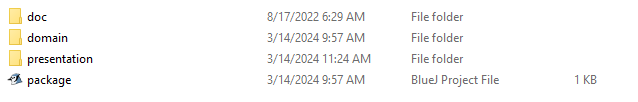 doc 8/17/2022 6:29 AM File folder
domain 3/14/2024 9:57 AM File folder
presentation 3/14/2024 11:24 AM File folder
package 3/14/2024 9:57 AM BlueJ Project File 1 KB